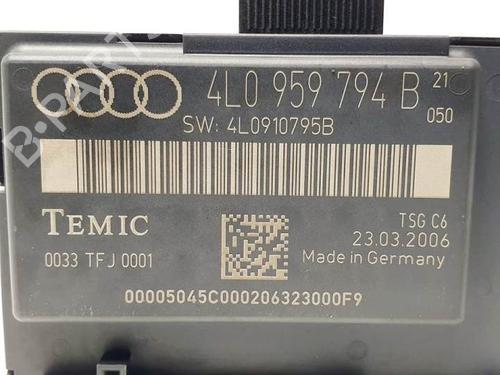 4L0 959 794 B 21
050
SW: 4L0910795B
TEMIC
TSG C6
23.03.2006
0033 TFJ 0001
Made in Germany
00005045C000206323000F9